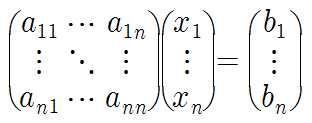 a₁₁ ⋯ a₁ₙ x₁ b₁
⋮ ⋱ ⋮ ⋮ = ⋮
aₙ₁ ⋯ aₙₙ xₙ bₙ